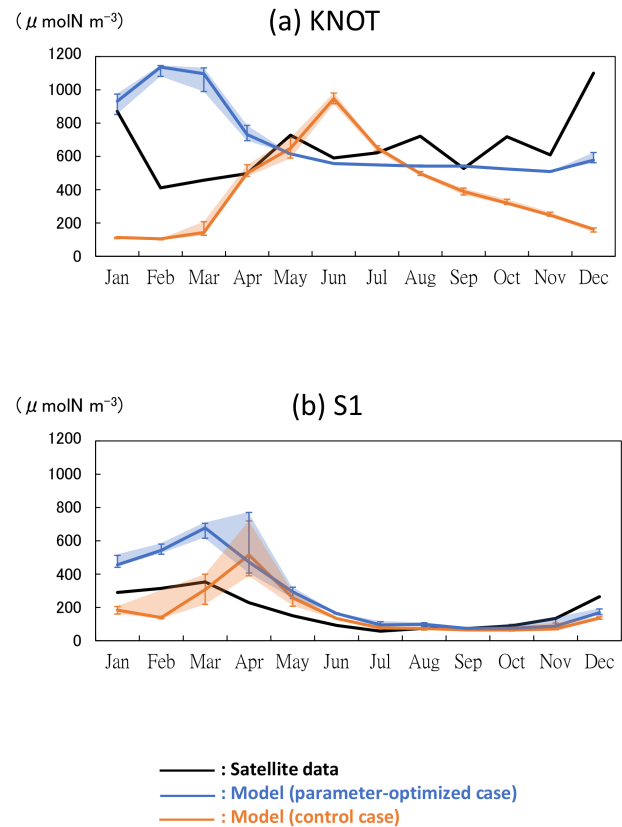 (a) KNOT
(μ molN m⁻³)
1200
1000
800
600
400
200
0
Jan Feb Mar Apr May Jun Jul Aug Sep Oct Nov Dec
(b) S1
(μ molN m⁻³)
1200
1000
800
600
400
200
0
Jan Feb Mar Apr May Jun Jul Aug Sep Oct Nov Dec
: Satellite data
: Model (parameter-optimized case)
: Model (control case)